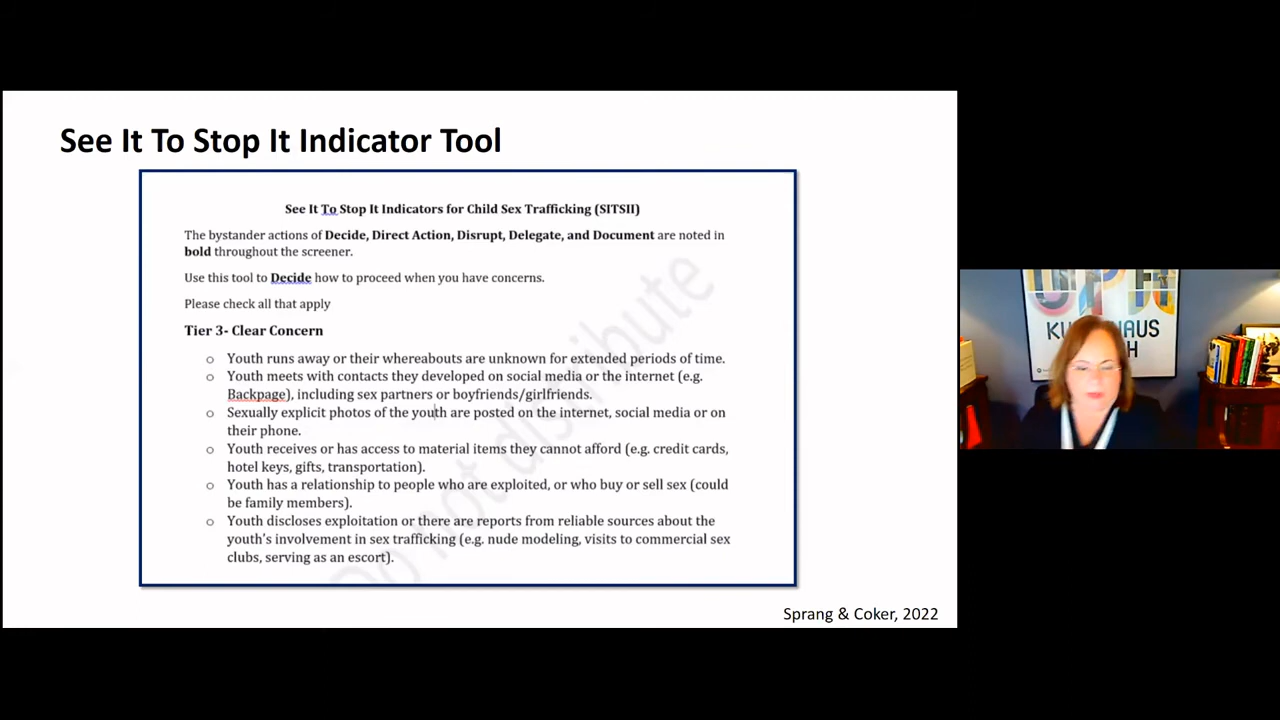 See It To Stop It Indicator Tool
See It To Stop It Indicators for Child Sex Trafficking (SITSII)
The bystander actions of Decide, Direct Action, Disrupt, Delegate, and Document are noted in
bold throughout the screener.
Use this tool to Decide how to proceed when you have concerns.
Please check all that apply
Tier 3- Clear Concern
o Youth runs away or their whereabouts are unknown for extended periods of time.
o Youth meets with contacts they developed on social media or the internet (e.g.
Backpage), including sex partners or boyfriends/girlfriends.
o Sexually explicit photos of the youth are posted on the internet, social media or on
their phone.
o Youth receives or has access to material items they cannot afford (e.g. credit cards,
hotel keys, gifts, transportation).
o Youth has a relationship to people who are exploited, or who buy or sell sex (could
be family members).
o Youth discloses exploitation or there are reports from reliable sources about the
youth's involvement in sex trafficking (e.g. nude modeling, visits to commercial sex
clubs, serving as an escort).
Do not distribute
Sprang & Coker, 2022